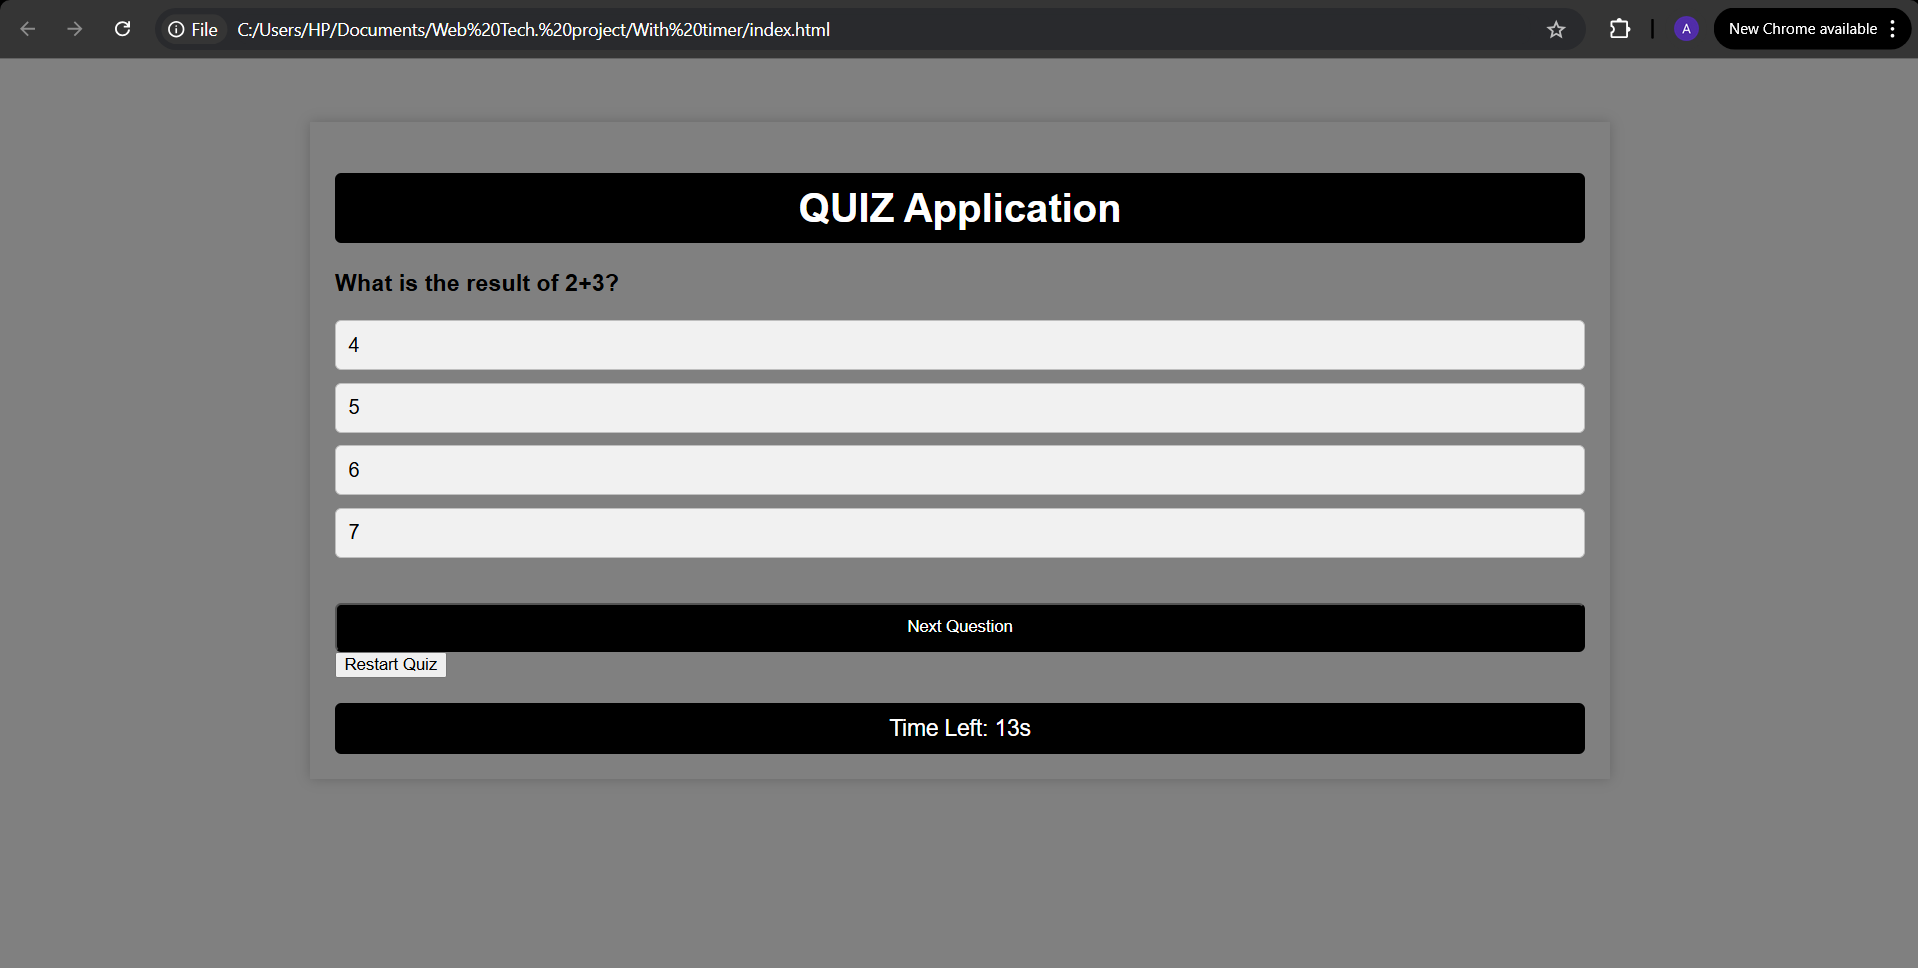 File C:/Users/HP/Documents/Web%20Tech.%20project/With%20timer/index.html A New Chrome available
QUIZ Application
What is the result of 2+3?
4
5
6
7
Next Question
Restart Quiz
Time Left: 13s